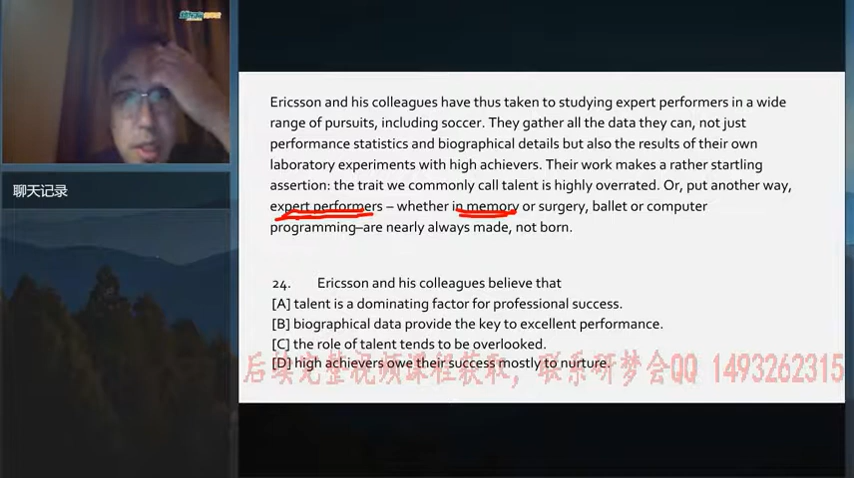 Ericsson and his colleagues have thus taken to studying expert performers in a wide
range of pursuits, including soccer. They gather all the data they can, not just
performance statistics and biographical details but also the results of their own
laboratory experiments with high achievers. Their work makes a rather startling
assertion: the trait we commonly call talent is highly overrated. Or, put another way,
expert performers – whether in memory or surgery, ballet or computer
programming–are nearly always made, not born.
聊天记录
24. Ericsson and his colleagues believe that
[A] talent is a dominating factor for professional success.
[B] biographical data provide the key to excellent performance.
[C] the role of talent tends to be overlooked.
[D] high achievers owe their success mostly to nurture.
后续完整视频课程获取，联系研梦会QQ 1493262315